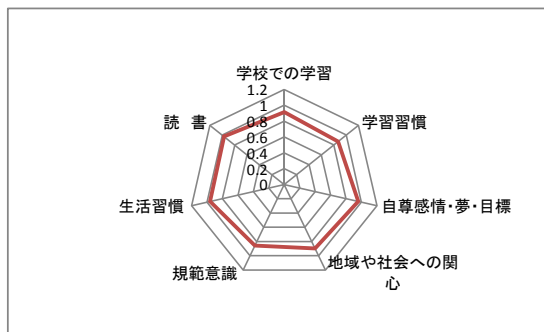 学校での学習
1.2
1
0.8
0.6
0.4
0.2
0
学習習慣
自尊感情・夢・目標
地域や社会への関
心
規範意識
生活習慣
読 書